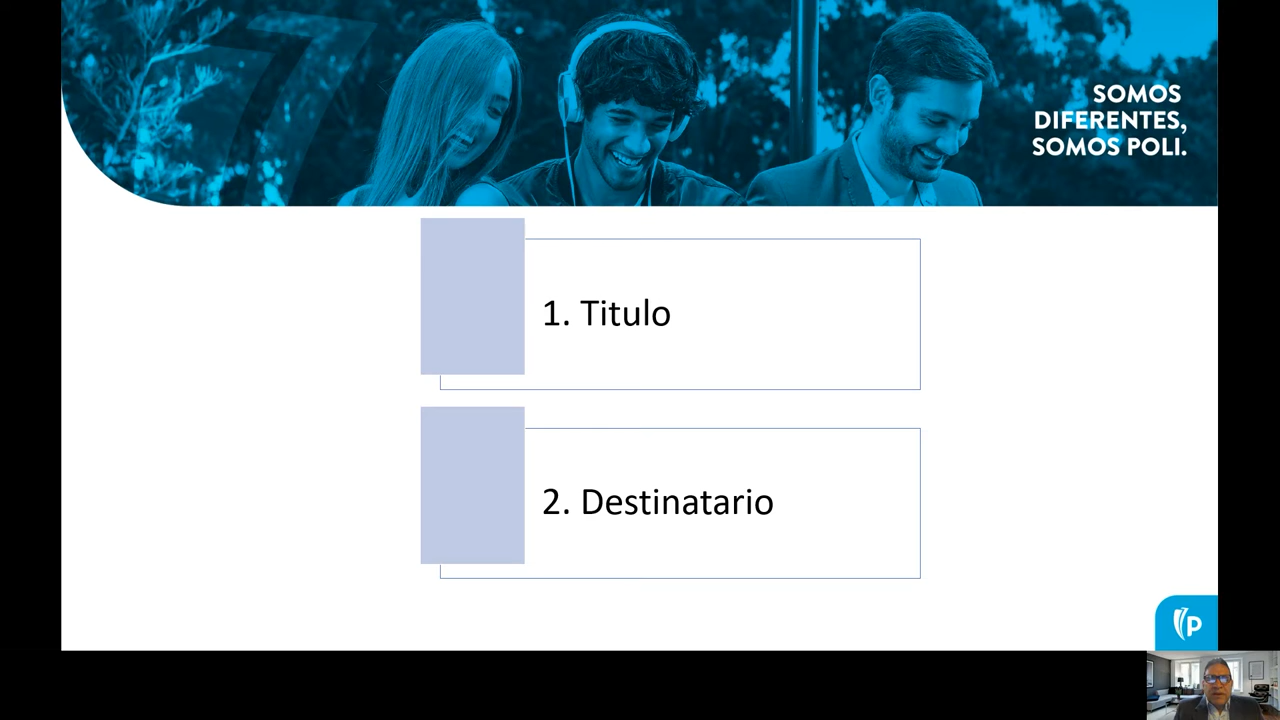 SOMOS
DIFERENTES,
SOMOS POLI.
1. Titulo
2. Destinatario
P